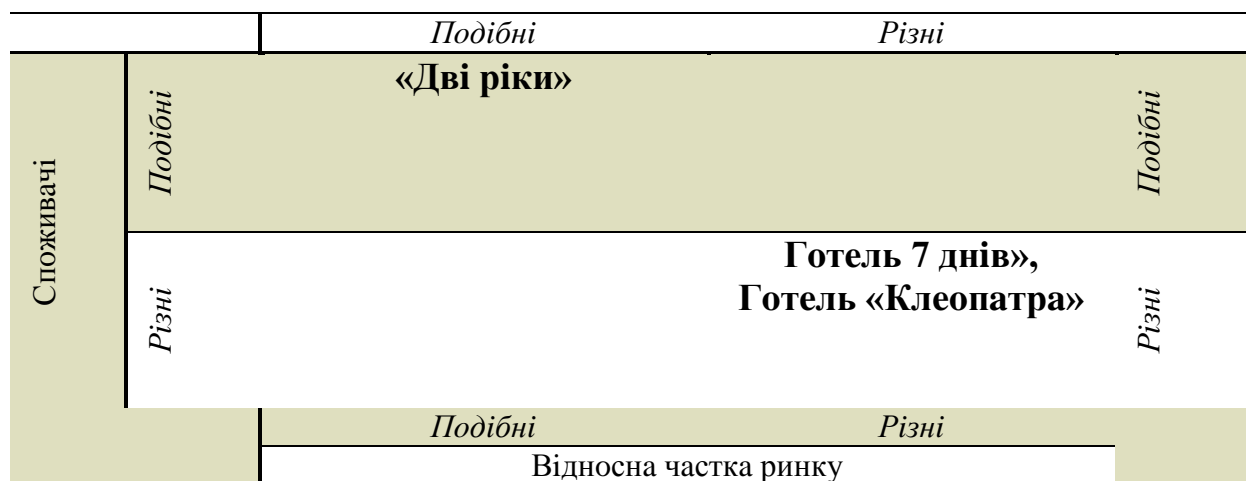 Подібні Різні
«Дві ріки»
Споживачі
Подібні
Подібні
Готель 7 днів»,
Готель «Клеопатра»
Різні
Різні
Подібні Різні
Відносна частка ринку